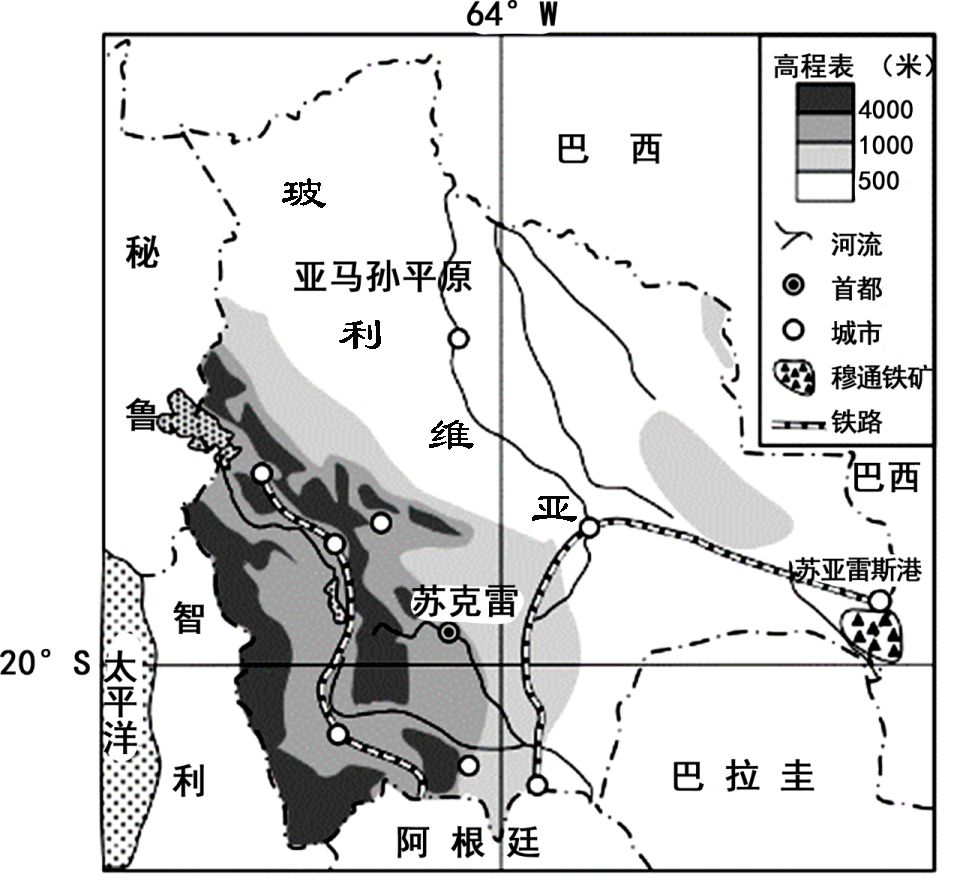 64° W
高程表 （米）
4000
1000
500
河流
首都
城市
穆通铁矿
铁路
巴 西
玻
秘
亚马孙平原
利
鲁
维
巴西
亚
苏亚雷斯港
苏克雷
智
20° S
太
平
洋
利
巴 拉 圭
阿 根 廷